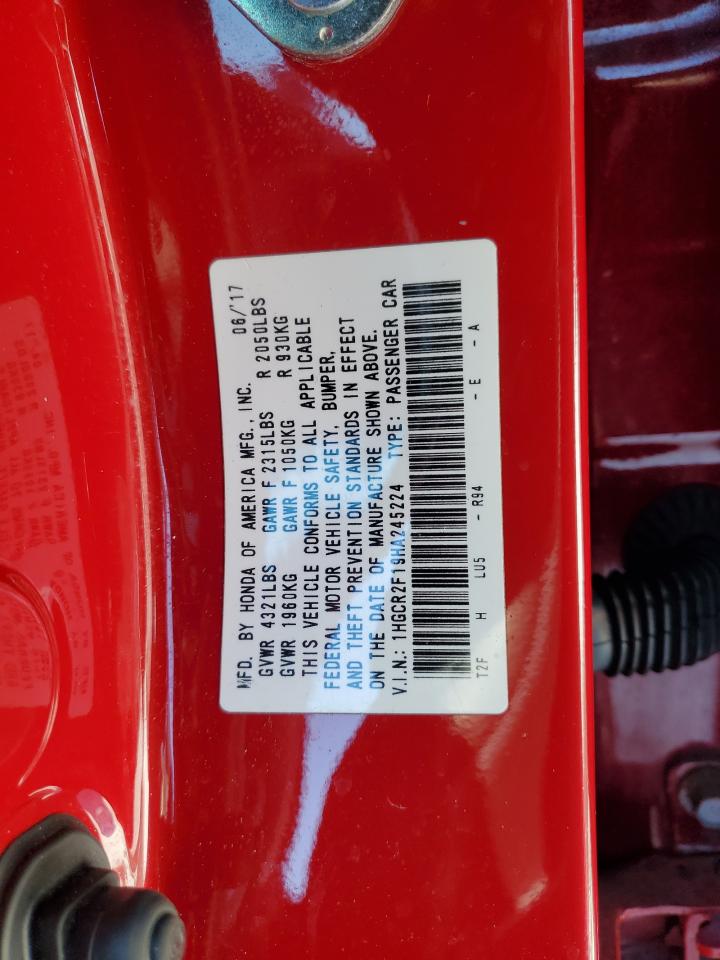 MFD. BY HONDA OF AMERICA MFG., INC. 06/'17
GVWR 4321LBS GAWR F 2315LBS R 2050LBS
GVWR 1960KG GAWR F 1050KG R 930KG
THIS VEHICLE CONFORMS TO ALL APPLICABLE
FEDERAL MOTOR VEHICLE SAFETY, BUMPER,
AND THEFT PREVENTION STANDARDS IN EFFECT
ON THE DATE OF MANUFACTURE SHOWN ABOVE.
V.I.N.: 1HGCR2F19HA245224 TYPE: PASSENGER CAR
T2F H LU5 - R94 - E - A